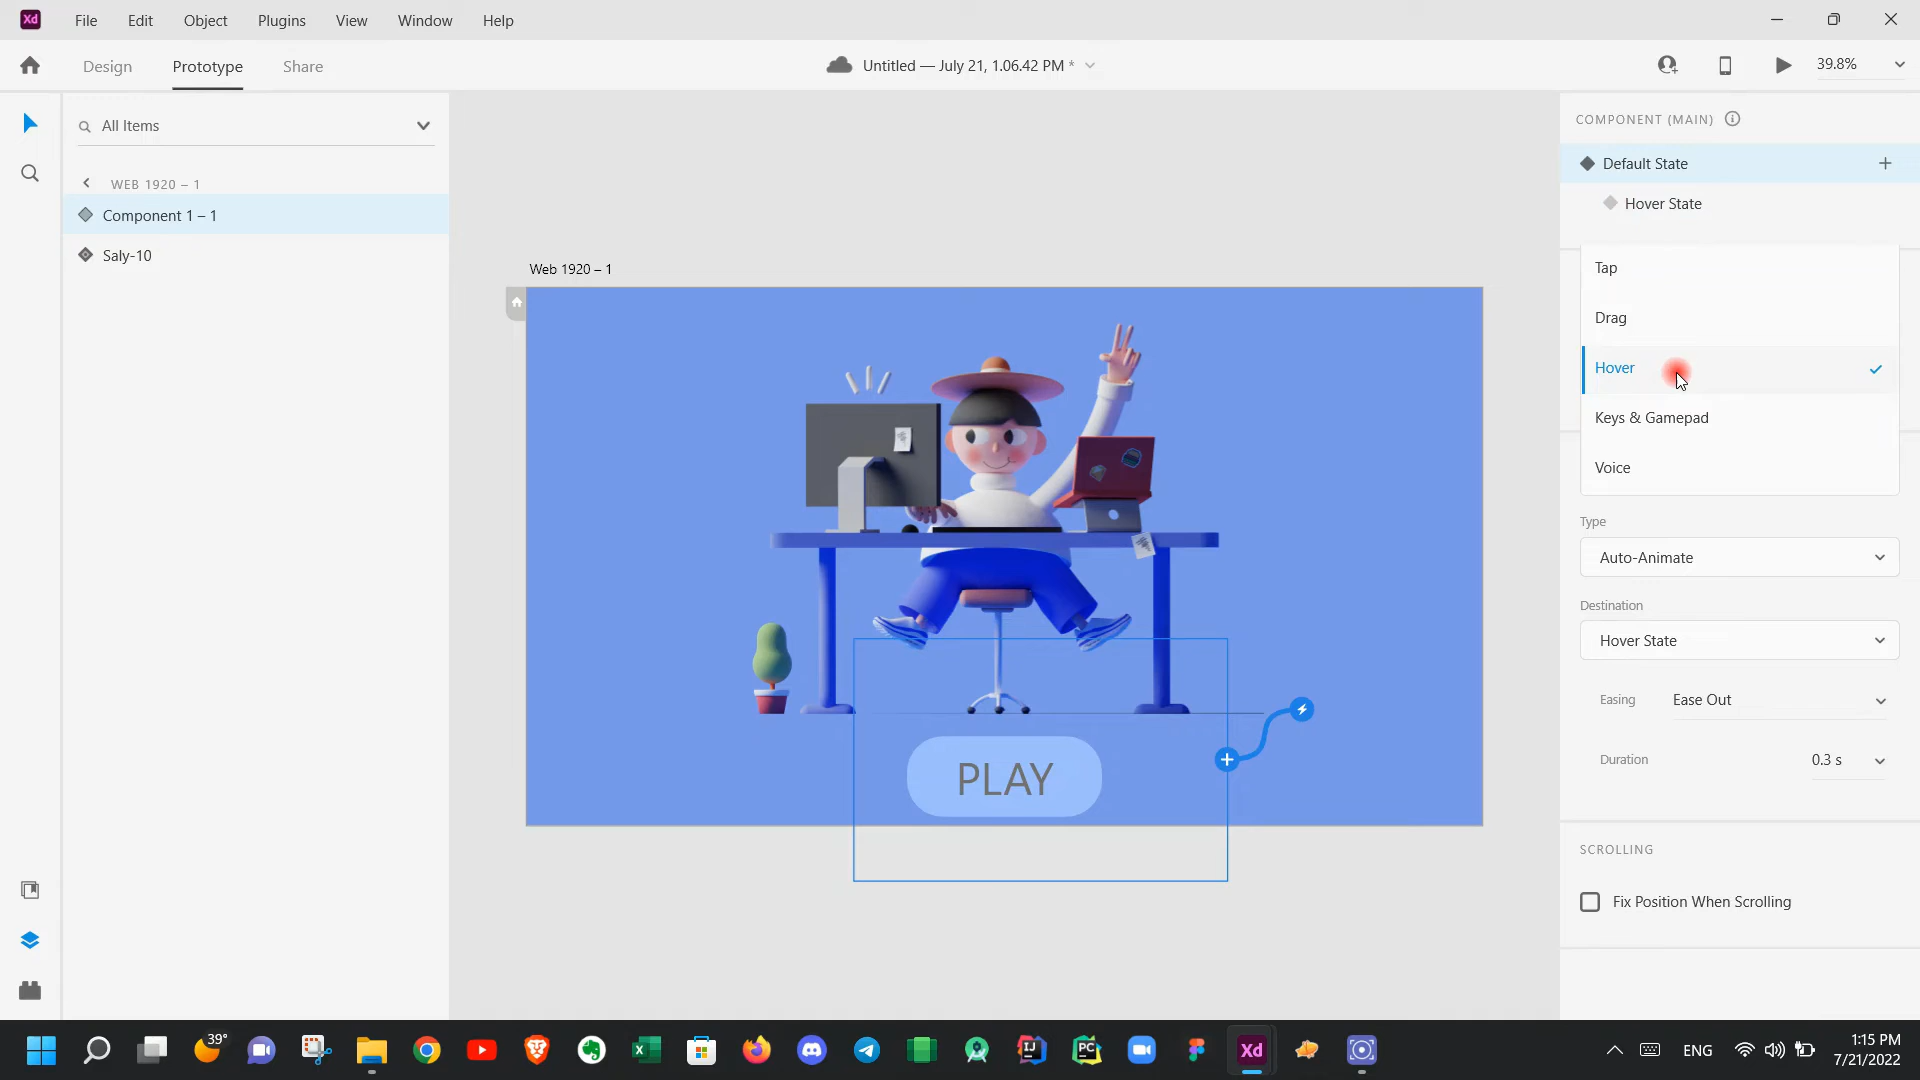 Xd File Edit Object Plugins View Window Help
Design Prototype Share Untitled — July 21, 1.06.42 PM * 39.8%
All Items
WEB 1920 – 1
Component 1 – 1
Saly-10
Web 1920 – 1
PLAY
COMPONENT (MAIN)
Default State
Hover State
Tap
Drag
Hover
Keys & Gamepad
Voice
Type
Auto-Animate
Destination
Hover State
Easing Ease Out
Duration 0.3 s
SCROLLING
Fix Position When Scrolling
39°
IJ PC Xd
ENG
1:15 PM
7/21/2022